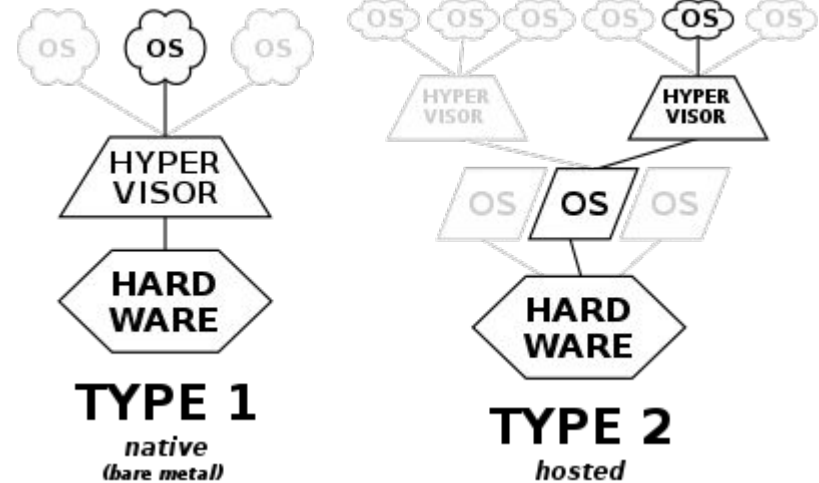 OS OS OS
HYPER
VISOR
HARD
WARE
TYPE 1
native
(bare metal)
OS OS OS OS OS OS
HYPER
VISOR
HYPER
VISOR
OS OS OS
HARD
WARE
TYPE 2
hosted